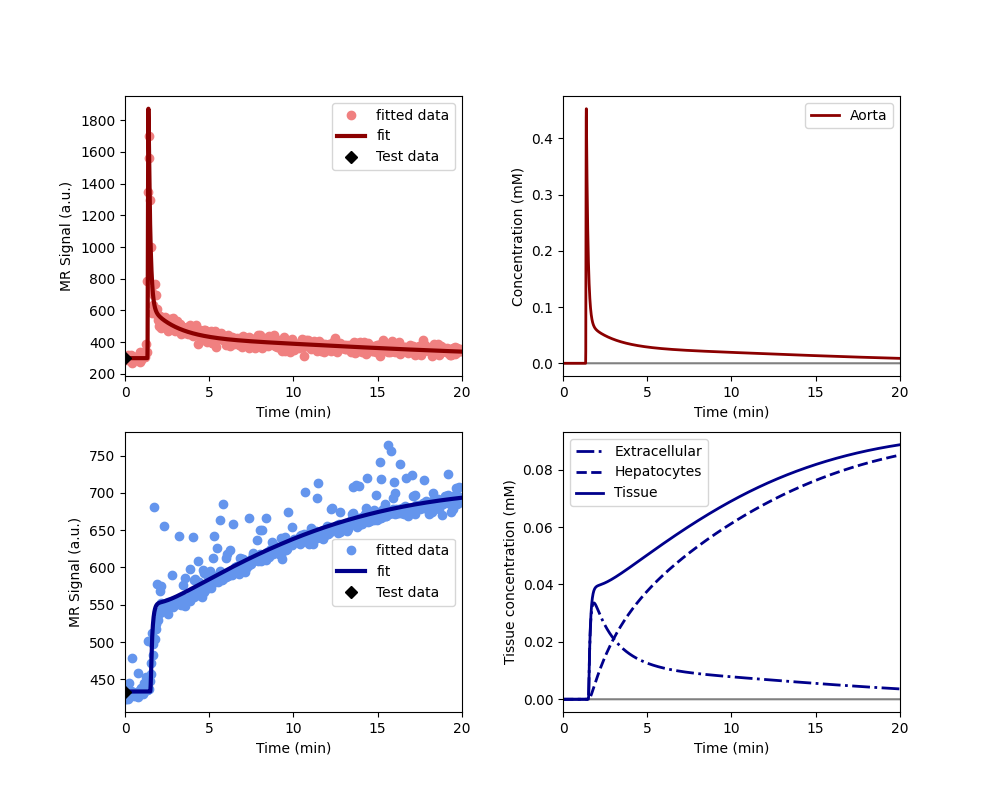 1800
1600
1400
1200
1000
800
600
400
200
MR Signal (a.u.)
fitted data
fit
Test data
0 5 10 15 20
Time (min)
0.4
0.3
0.2
0.1
0.0
Concentration (mM)
Aorta
0 5 10 15 20
Time (min)
750
700
650
600
550
500
450
MR Signal (a.u.)
fitted data
fit
Test data
0 5 10 15 20
Time (min)
0.08
0.06
0.04
0.02
0.00
Tissue concentration (mM)
Extracellular
Hepatocytes
Tissue
0 5 10 15 20
Time (min)